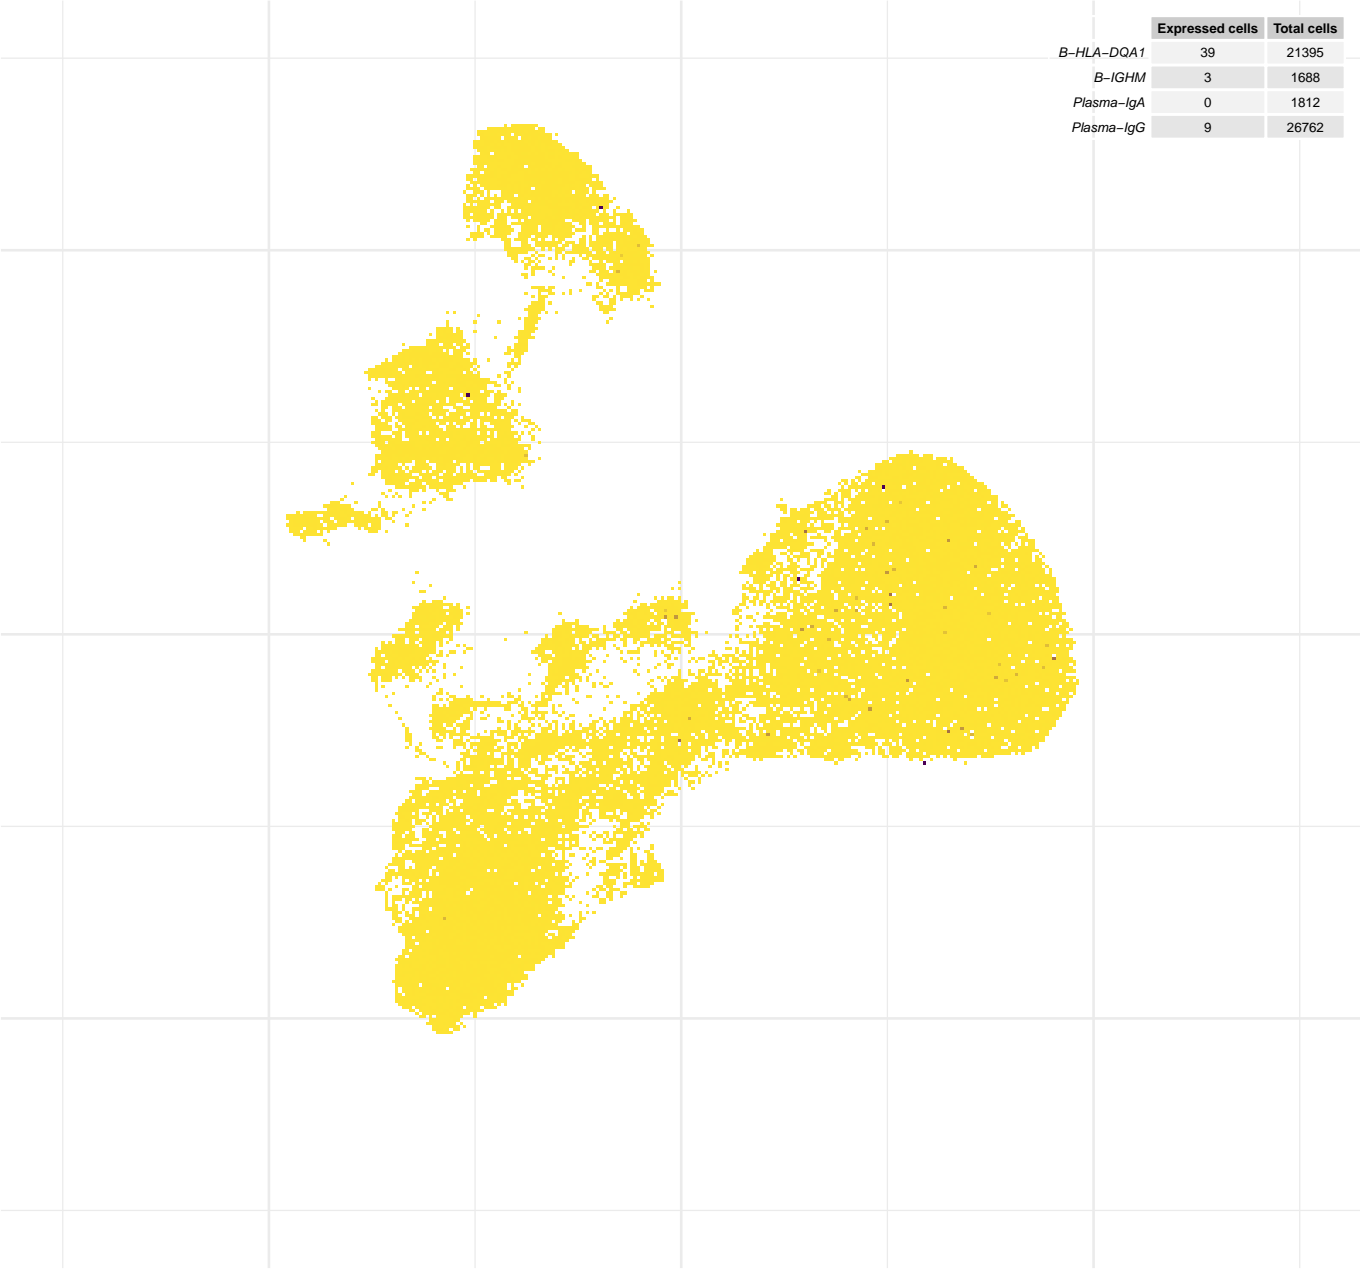 Expressed cells Total cells
B−HLA−DQA1 39 21395
B−IGHM 3 1688
Plasma−IgA 0 1812
Plasma−IgG 9 26762